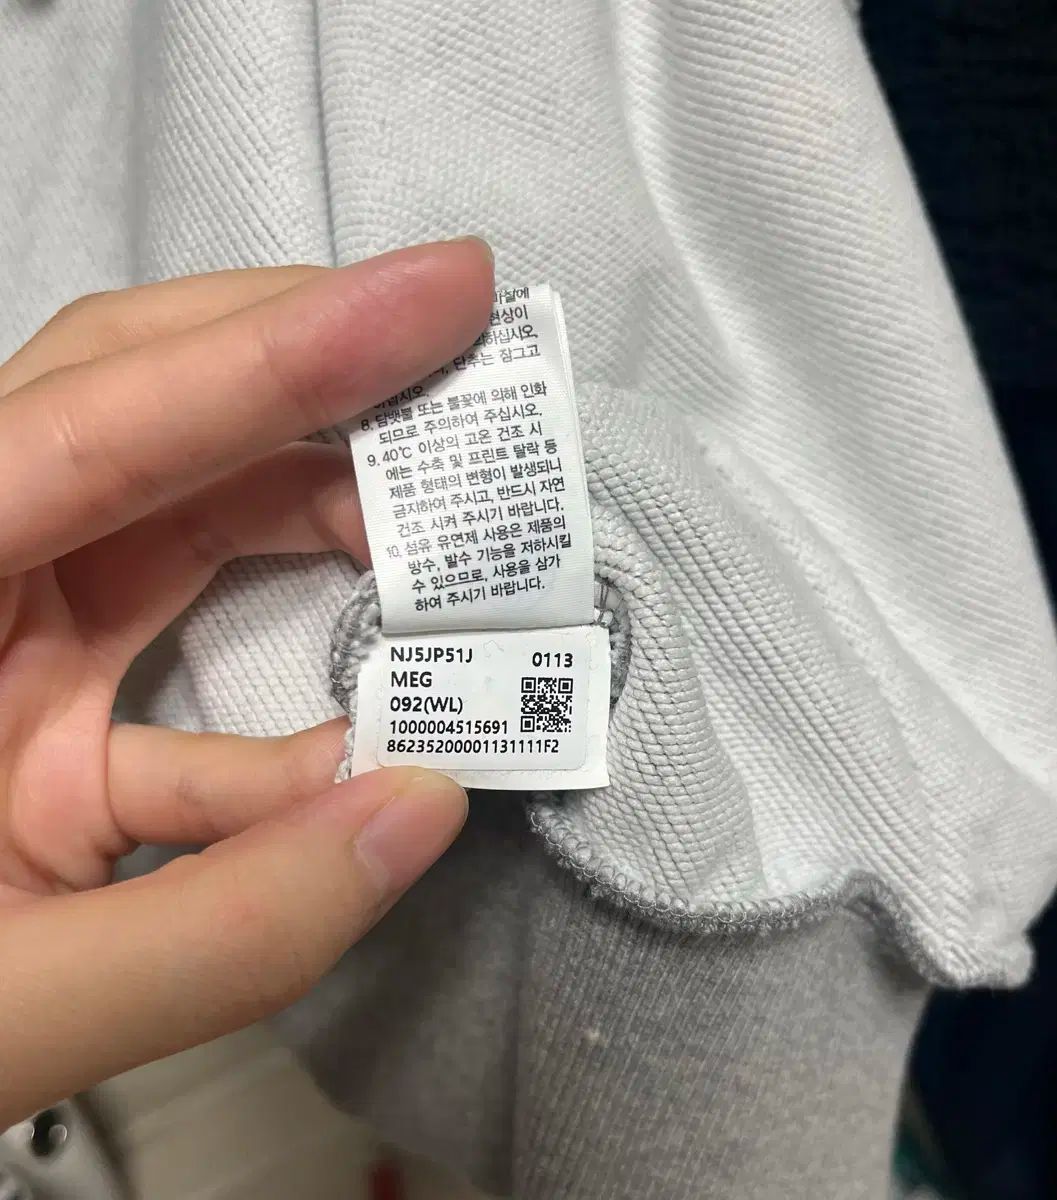 현상이
단추는 잠그고
8. 담뱃불 또는 불꽃에 의해 인화
되므로 주의하여 주십시오.
9. 40℃ 이상의 고온 건조 시
에는 수축 및 프린트 탈락 등
제품 형태의 변형이 발생되니
금지하여 주시고, 반드시 자연
건조 시켜 주시기 바랍니다.
10. 섬유 유연제 사용은 제품의
방수, 발수 기능을 저하시킬
수 있으므로, 사용을 삼가
하여 주시기 바랍니다.
NJ5JP51J 0113
MEG
092(WL)
1000004515691
86235200001131111F2